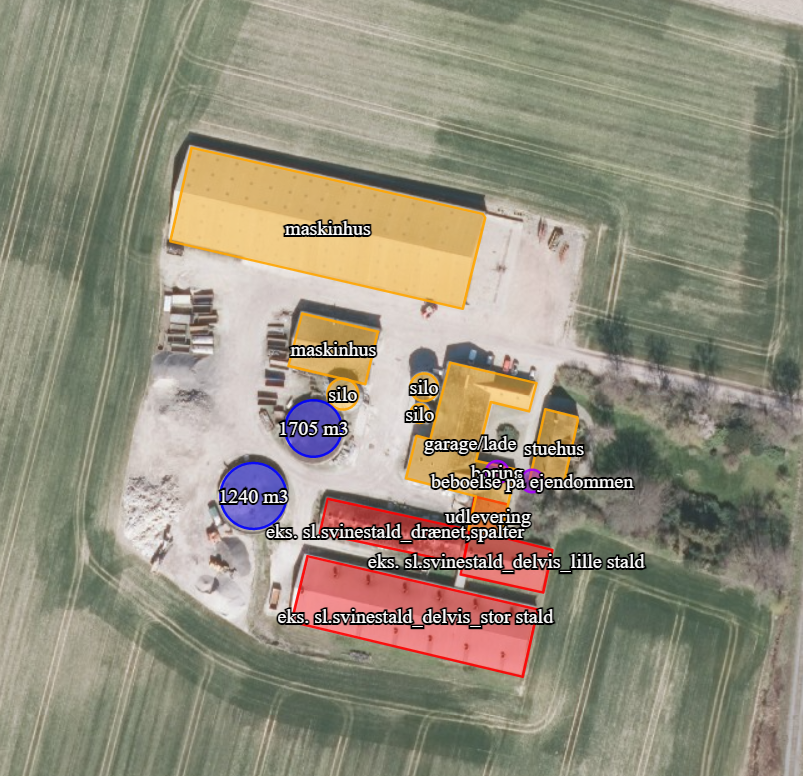 maskinhus
maskinhus
silo
silo
silo
1705 m3
garage/lade
stuehus
boring
beboelse på ejendommen
1240 m3
udlevering
eks. sl.svinestald_drænet,spalter
eks. sl.svinestald_delvis_lille stald
eks. sl.svinestald_delvis_stor stald